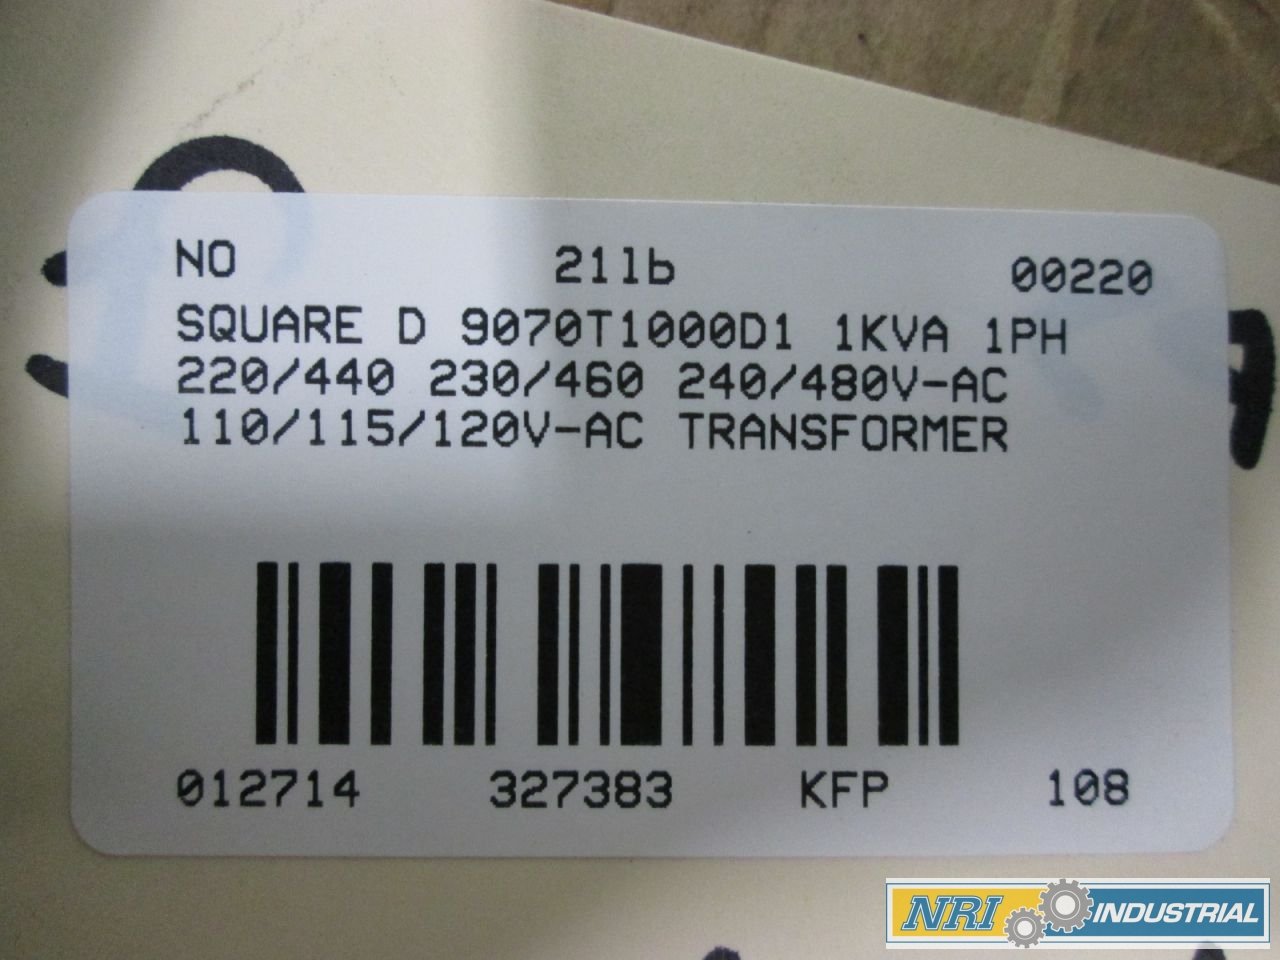 NO 21lb 00220
SQUARE D 9070T1000D1 1KVA 1PH
220/440 230/460 240/480V-AC
110/115/120V-AC TRANSFORMER
012714 327383 KFP 108
NRI INDUSTRIAL